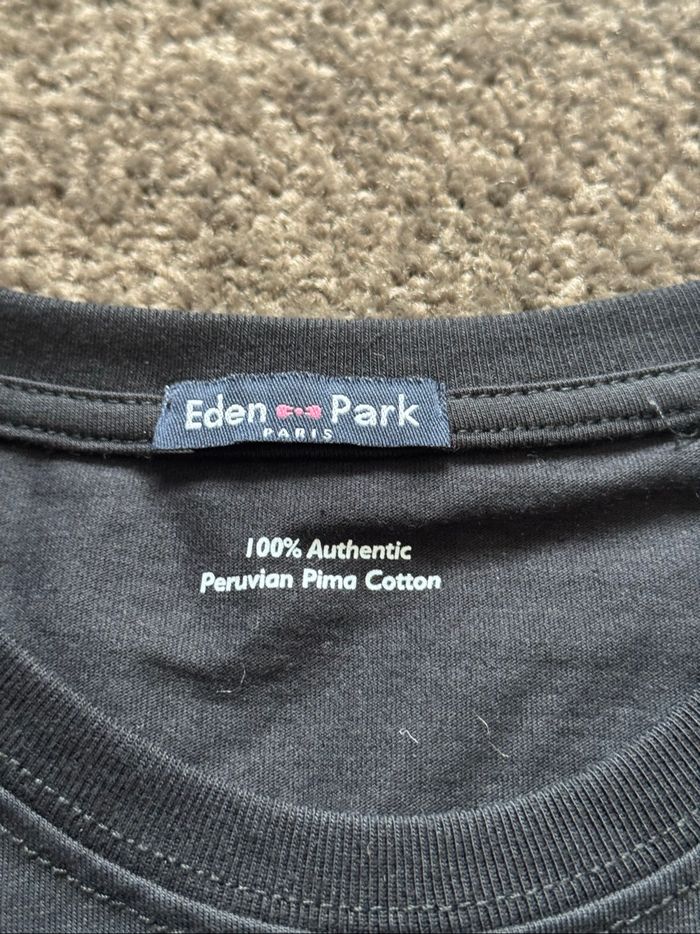 Eden Park
PARIS
100% Authentic
Peruvian Pima Cotton